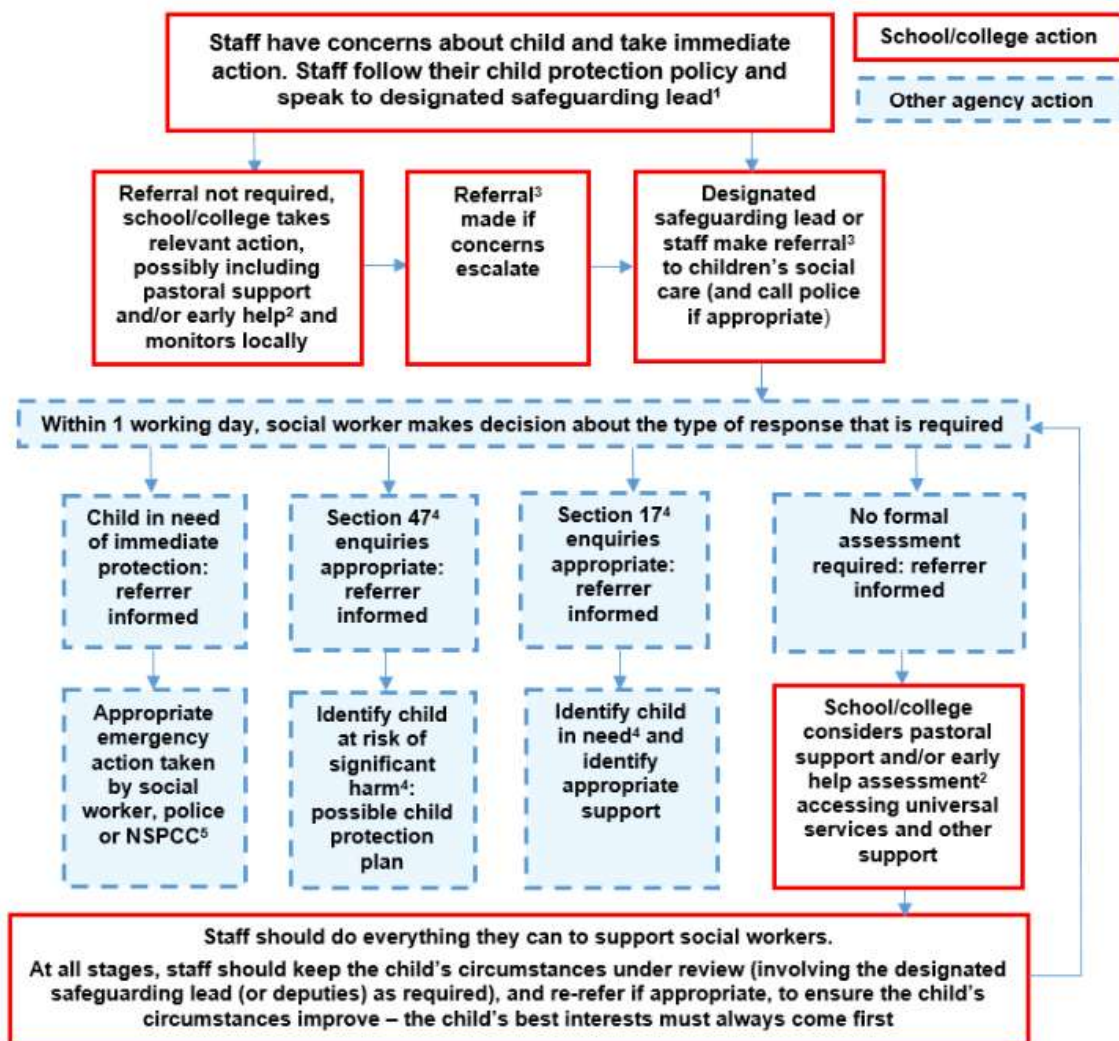 Staff have concerns about child and take immediate
action. Staff follow their child protection policy and
speak to designated safeguarding lead¹
School/college action
Other agency action
Referral not required,
school/college takes
relevant action,
possibly including
pastoral support
and/or early help² and
monitors locally
Referral³
made if
concerns
escalate
Designated
safeguarding lead or
staff make referral³
to children's social
care (and call police
if appropriate)
Within 1 working day, social worker makes decision about the type of response that is required
Child in need
of immediate
protection:
referrer
informed
Section 47⁴
enquiries
appropriate:
referrer
informed
Section 17⁴
enquiries
appropriate:
referrer
informed
No formal
assessment
required: referrer
informed
Appropriate
emergency
action taken
by social
worker, police
or NSPCC⁵
Identify child
at risk of
significant
harm⁴:
possible child
protection
plan
Identify child
in need⁴ and
identify
appropriate
support
School/college
considers pastoral
support and/or early
help assessment²
accessing universal
services and other
support
Staff should do everything they can to support social workers.
At all stages, staff should keep the child's circumstances under review (involving the designated
safeguarding lead (or deputies) as required), and re-refer if appropriate, to ensure the child's
circumstances improve – the child's best interests must always come first